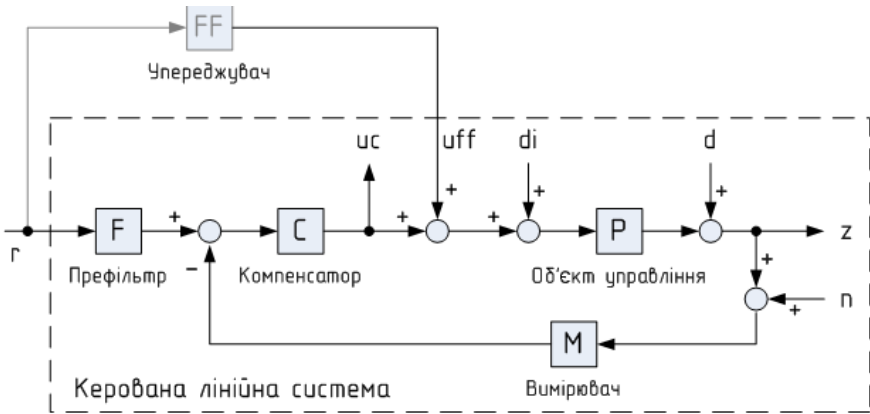 FF
Упереджувач
uc
uff
di
d
+
+
+
F
+
C
+
+
P
z
r
−
+
Префільтр
Компенсатор
Об'єкт управління
n
+
M
Керована лінійна система
Вимірювач